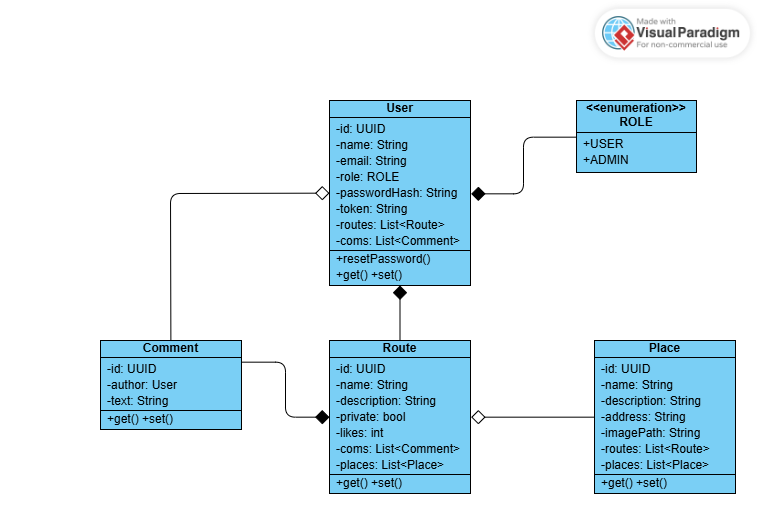 Made with
VisualParadigm
For non-commercial use
User
-id: UUID
-name: String
-email: String
-role: ROLE
-passwordHash: String
-token: String
-routes: List<Route>
-coms: List<Comment>
+resetPassword()
+get() +set()
<<enumeration>>
ROLE
+USER
+ADMIN
Comment
-id: UUID
-author: User
-text: String
+get() +set()
Route
-id: UUID
-name: String
-description: String
-private: bool
-likes: int
-coms: List<Comment>
-places: List<Place>
+get() +set()
Place
-id: UUID
-name: String
-description: String
-address: String
-imagePath: String
-routes: List<Route>
-places: List<Place>
+get() +set()